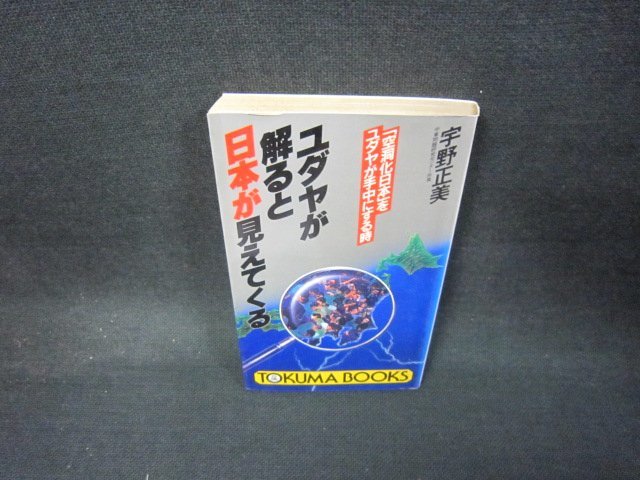 宇野正美
「空洞化日本」を
ユダヤが手中にする時
ユダヤが
解ると
日本が見えてくる
TOKUMA BOOKS